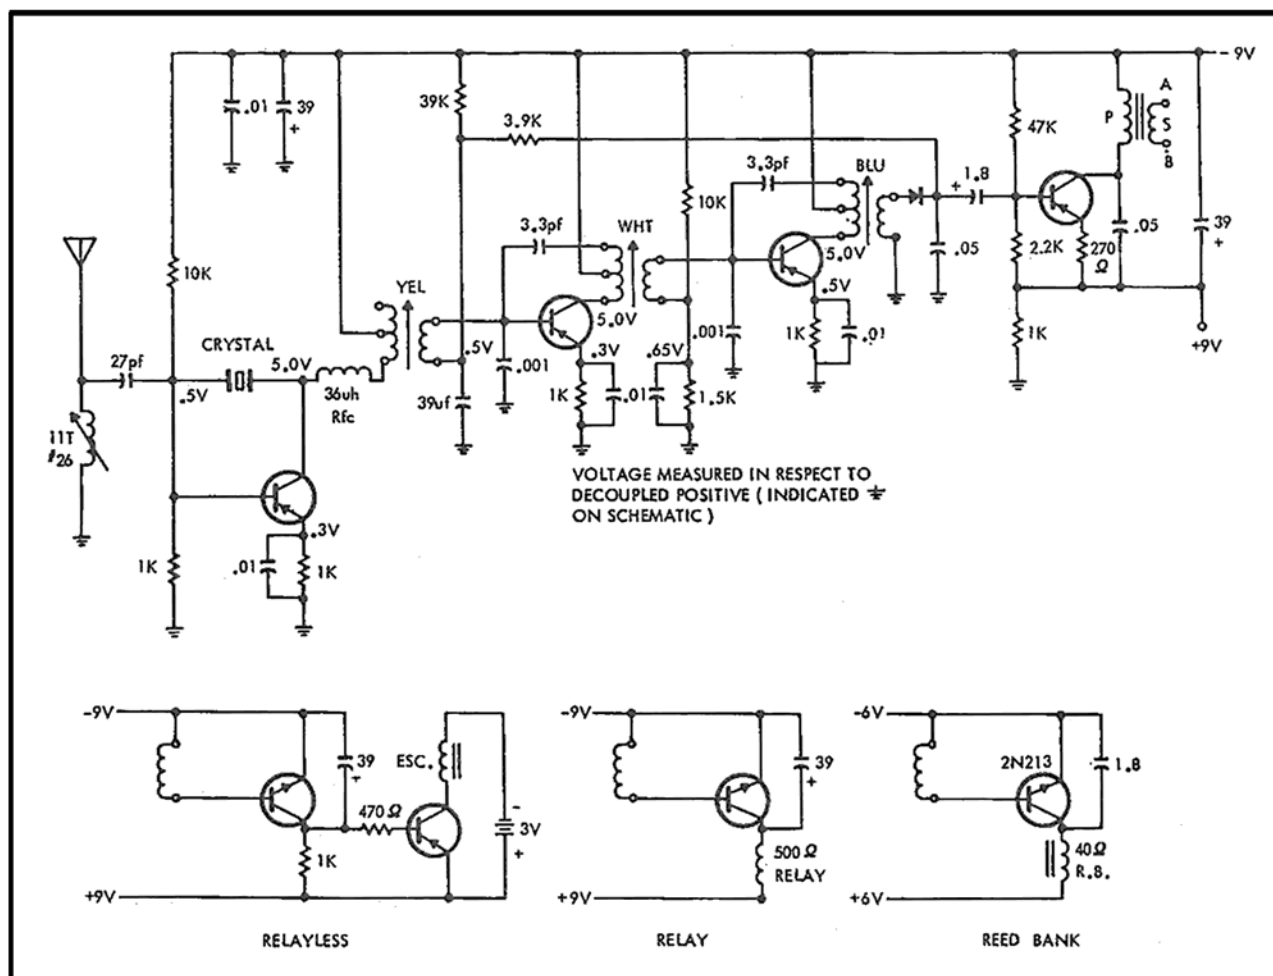 - 9V
.01
39
+
39K
3.9K
47K
P
A
S
B
3.3pf
BLU
+ 1.8
10K
3.3pf
WHT
5.0V
.05
2.2K
270
Ω
.05
39
+
10K
YEL
.5V
5.0V
.001
1K
.01
1K
+9V
CRYSTAL
5.0V
.5V
.001
.3V
.65V
27pf
.5V
36uh
Rfc
39uf
1K
.01
1.5K
11T
#26
VOLTAGE MEASURED IN RESPECT TO
DECOUPLED POSITIVE ( INDICATED
ON SCHEMATIC )
.3V
1K
.01
1K
-9V
39
+
ESC.
470Ω
-
3V
+
1K
+9V
RELAYLESS
-9V
39
+
500Ω
RELAY
+9V
RELAY
-6V
2N213
1.8
40Ω
R.B.
+6V
REED BANK